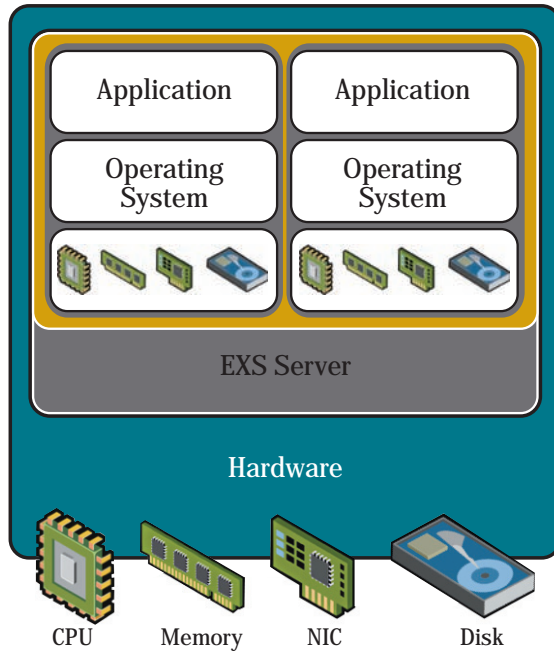 Application
Application
Operating
System
Operating
System
EXS Server
Hardware
CPU
Memory
NIC
Disk